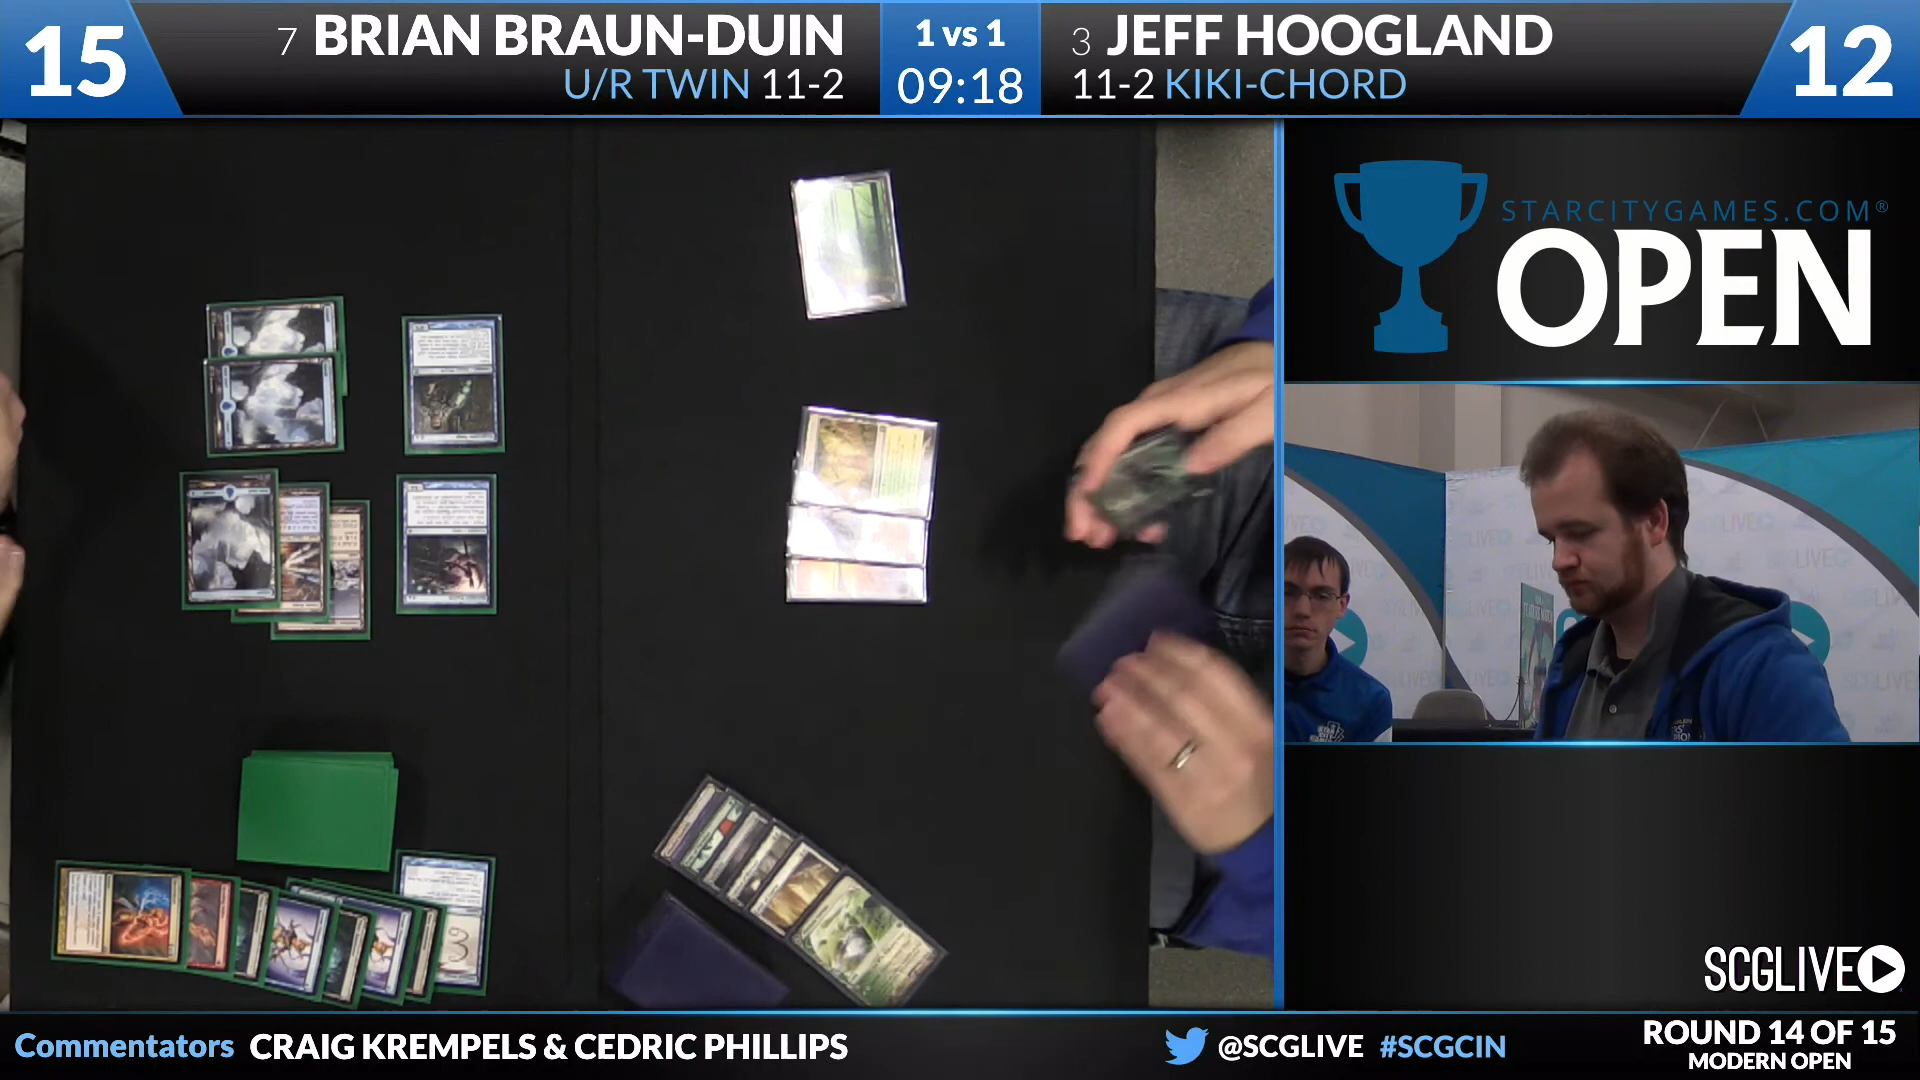 15
7 BRIAN BRAUN-DUIN
U/R TWIN 11-2
1 vs 1
09:18
3 JEFF HOOGLAND
11-2 KIKI-CHORD
12
STARCITYGAMES.COM®
OPEN
SCGLIVE
Commentators CRAIG KREMPELS & CEDRIC PHILLIPS
@SCGLIVE #SCGCIN
ROUND 14 OF 15
MODERN OPEN